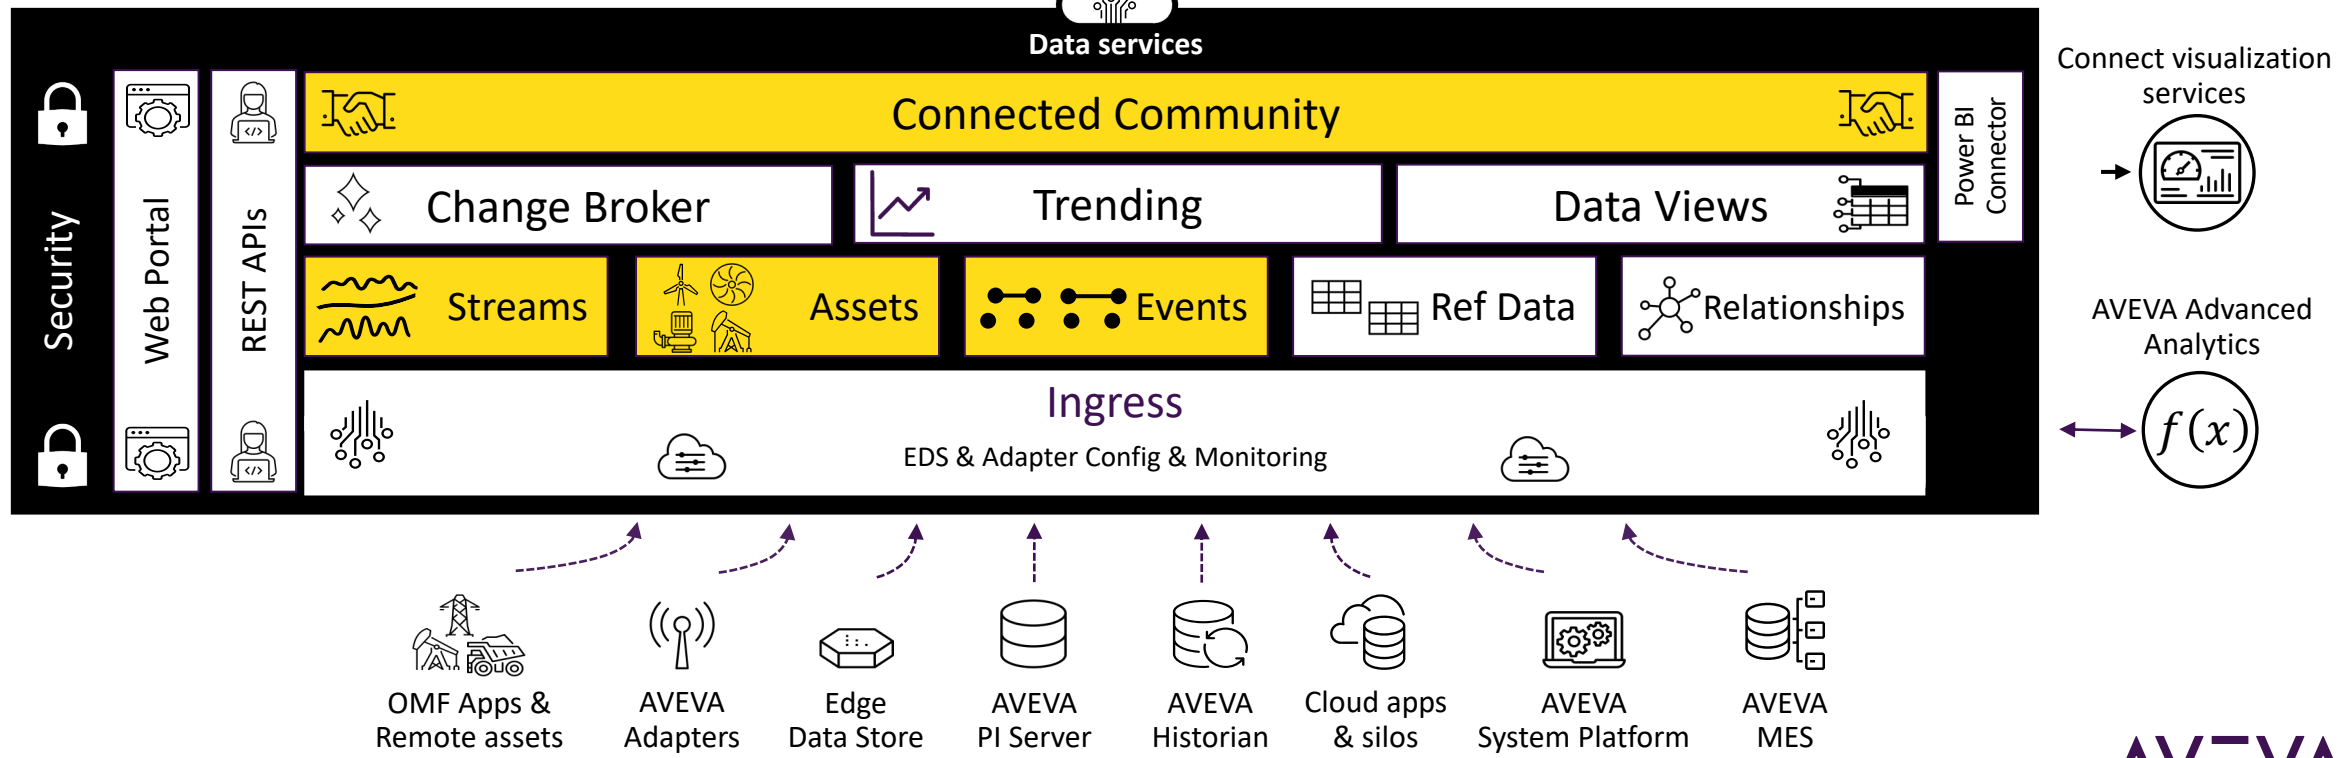 Data services
Security
Web Portal
REST APIs
Connected Community
Change Broker
Trending
Data Views
Power BI
Connector
Streams
Assets
Events
Ref Data
Relationships
Ingress
EDS & Adapter Config & Monitoring
Connect visualization
services
AVEVA Advanced
Analytics
f(x)
OMF Apps &
Remote assets
AVEVA
Adapters
Edge
Data Store
AVEVA
PI Server
AVEVA
Historian
Cloud apps
& silos
AVEVA
System Platform
AVEVA
MES
AVEVA